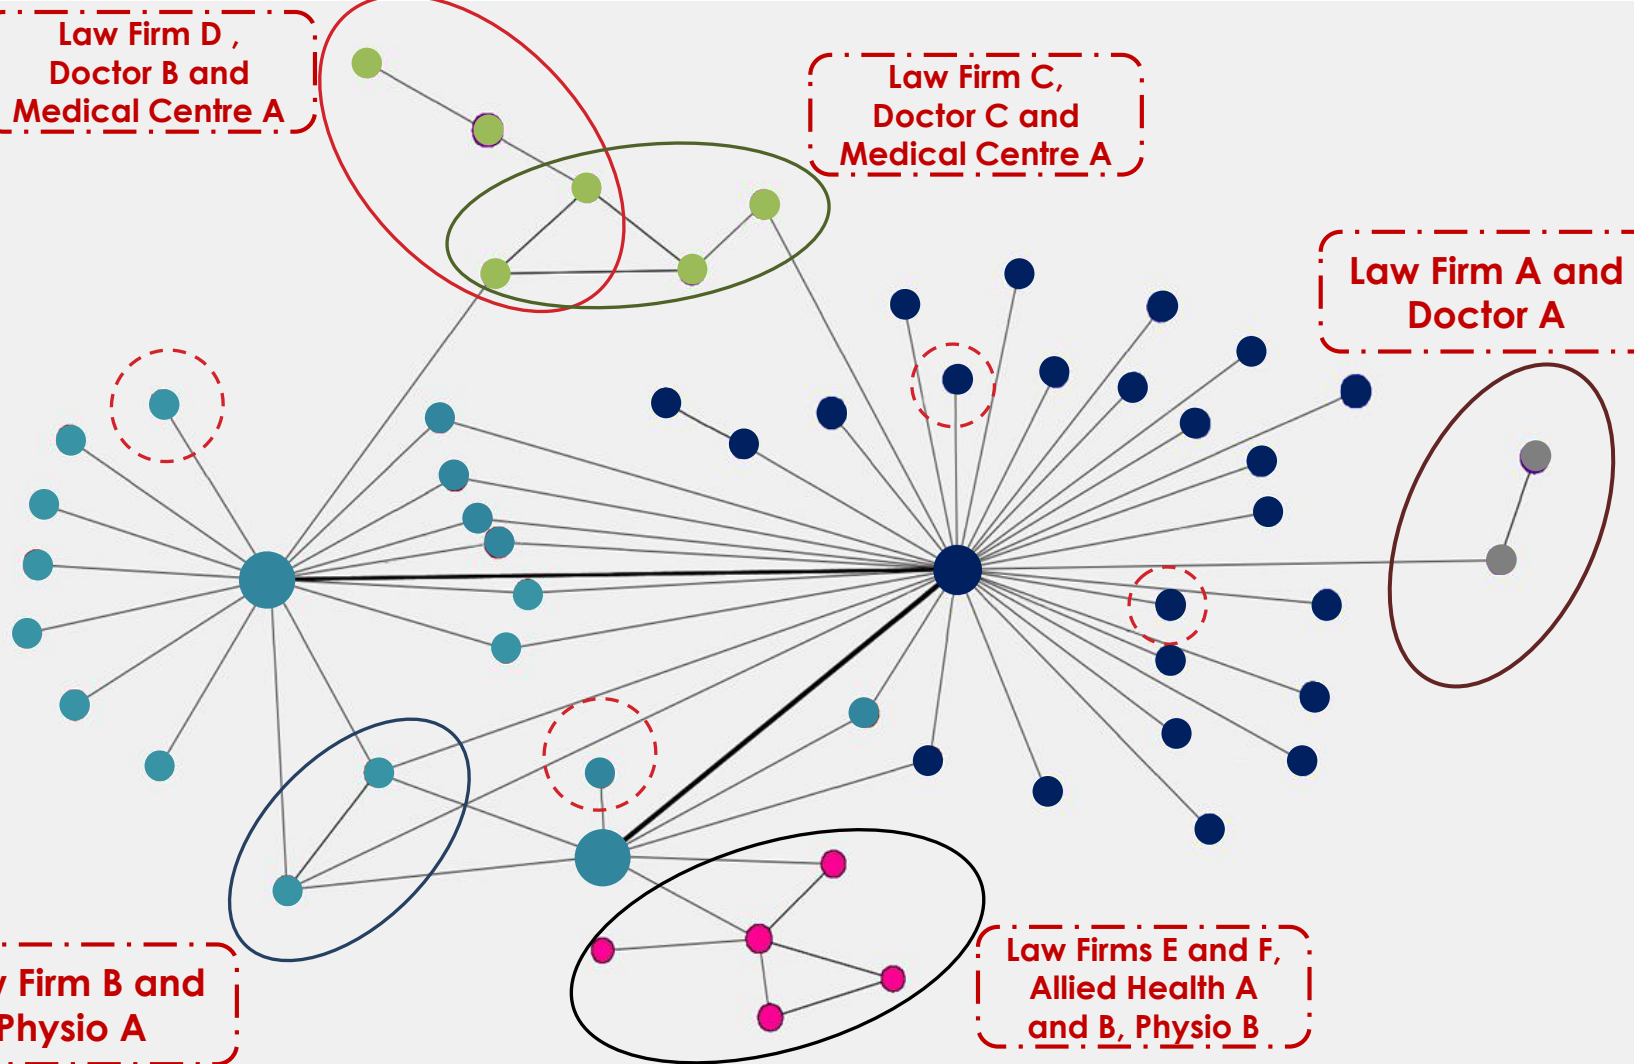 Law Firm D ,
Doctor B and
Medical Centre A
Law Firm C,
Doctor C and
Medical Centre A
Law Firm A and
Doctor A
Firm B and
Physio A
Law Firms E and F,
Allied Health A
and B, Physio B